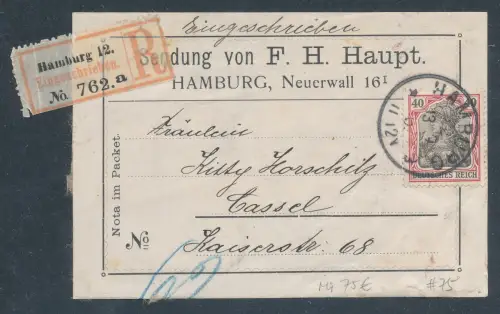 Eingeschrieben
Hamburg 12.
Eingeschrieben.
No. 762.a
R
Sendung von F. H. Haupt.
HAMBURG, Neuerwall 16I
40
HAMBURG
DEUTSCHES REICH
Nota im Packet
Fräulein
Kitty Horschitz
Cassel
No
Kaiserstr. 68
Mi 75€
#75